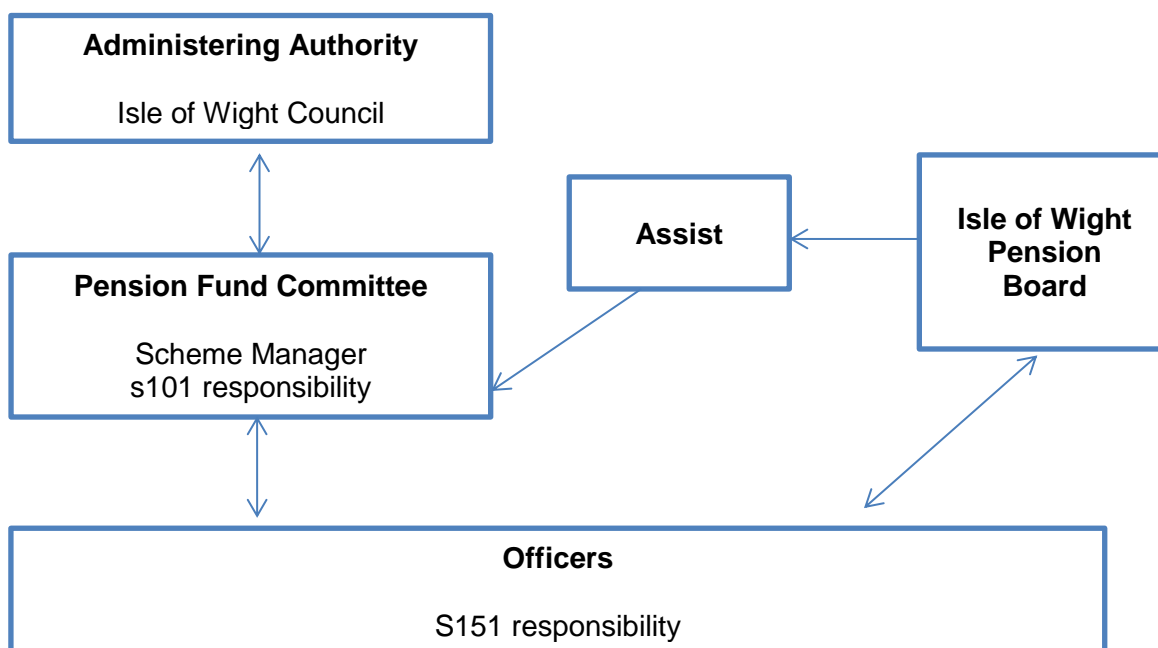 Administering Authority
Isle of Wight Council
Pension Fund Committee
Scheme Manager
s101 responsibility
Assist
Isle of Wight
Pension
Board
Officers
S151 responsibility